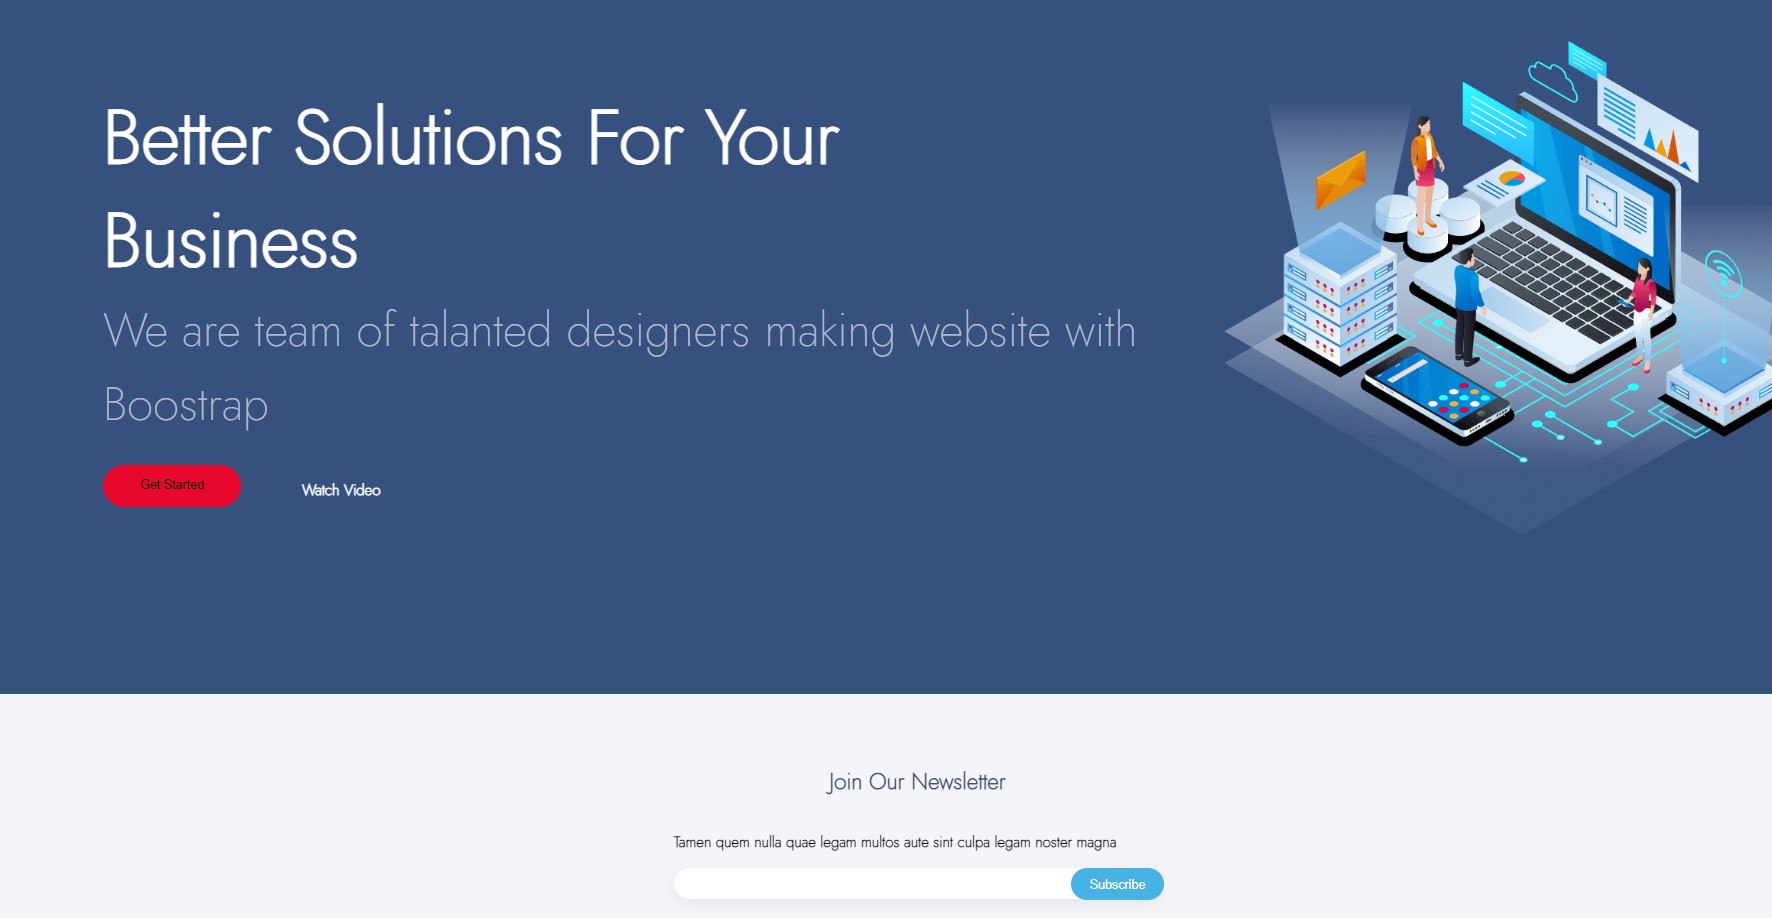 Better Solutions For Your
Business
We are team of talanted designers making website with
Boostrap
Get Started
Watch Video
Join Our Newsletter
Tamen quem nulla quae legam multos aute sint culpa legam noster magna
Subscribe